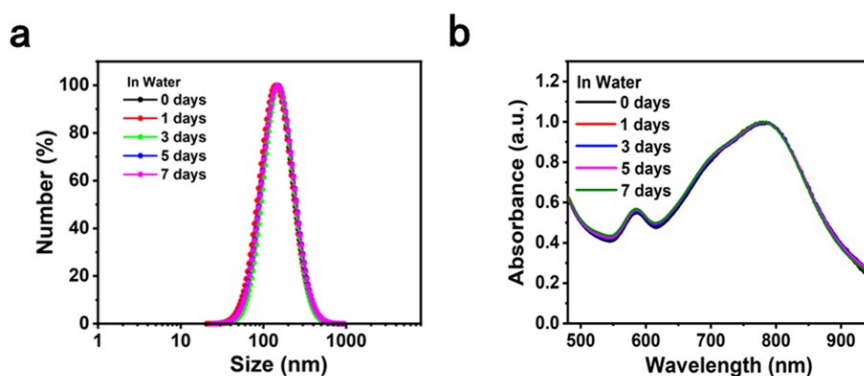 a
In Water
0 days
1 days
3 days
5 days
7 days
Number (%)
100
80
60
40
20
0
1
10
100
1000
Size (nm)
b
In Water
0 days
1 days
3 days
5 days
7 days
Absorbance (a.u.)
1.2
1.0
0.8
0.6
0.4
0.2
0.0
500
600
700
800
900
Wavelength (nm)